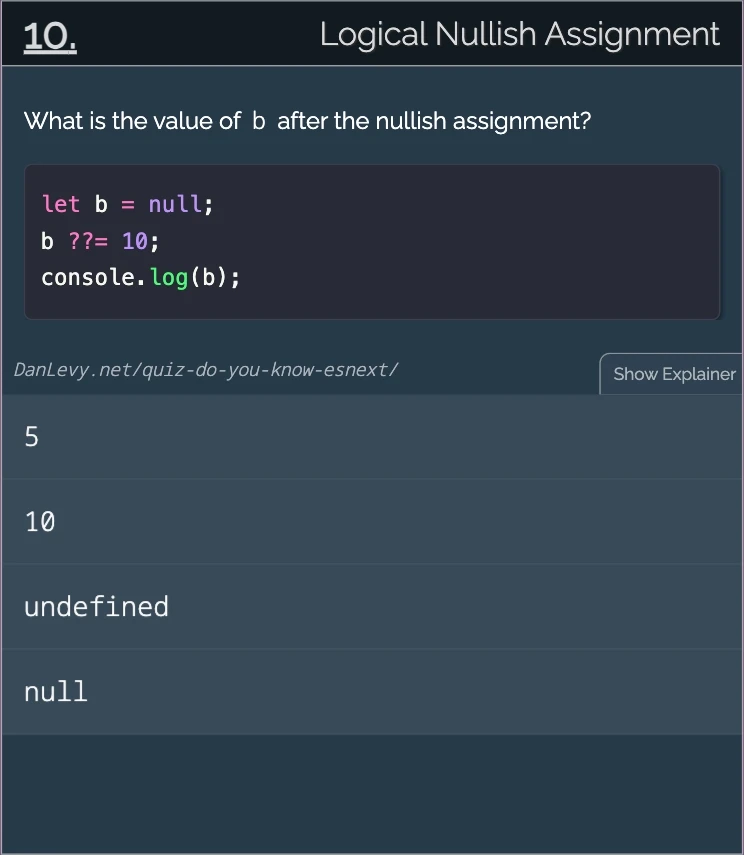 10.
Logical Nullish Assignment
What is the value of b after the nullish assignment?
let b = null;
b ??= 10;
console.log(b);
DanLevy.net/quiz-do-you-know-esnext/
Show Explainer
5
10
undefined
null